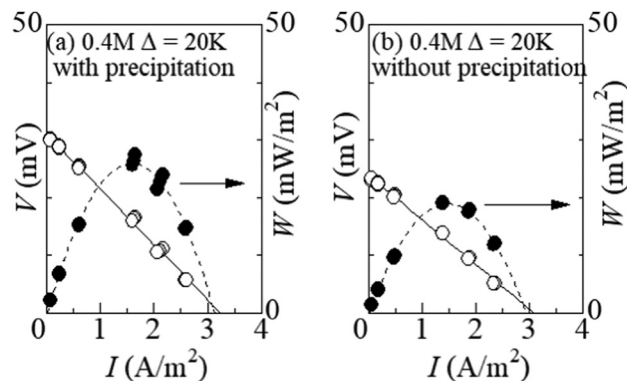 50
(a) 0.4M Δ = 20K
with precipitation
V (mV)
0
1
2
3
4
I (A/m²)
50
W (mW/m²)
0
(b) 0.4M Δ = 20K
without precipitation
V (mV)
0
1
2
3
4
I (A/m²)
50
W (mW/m²)
0